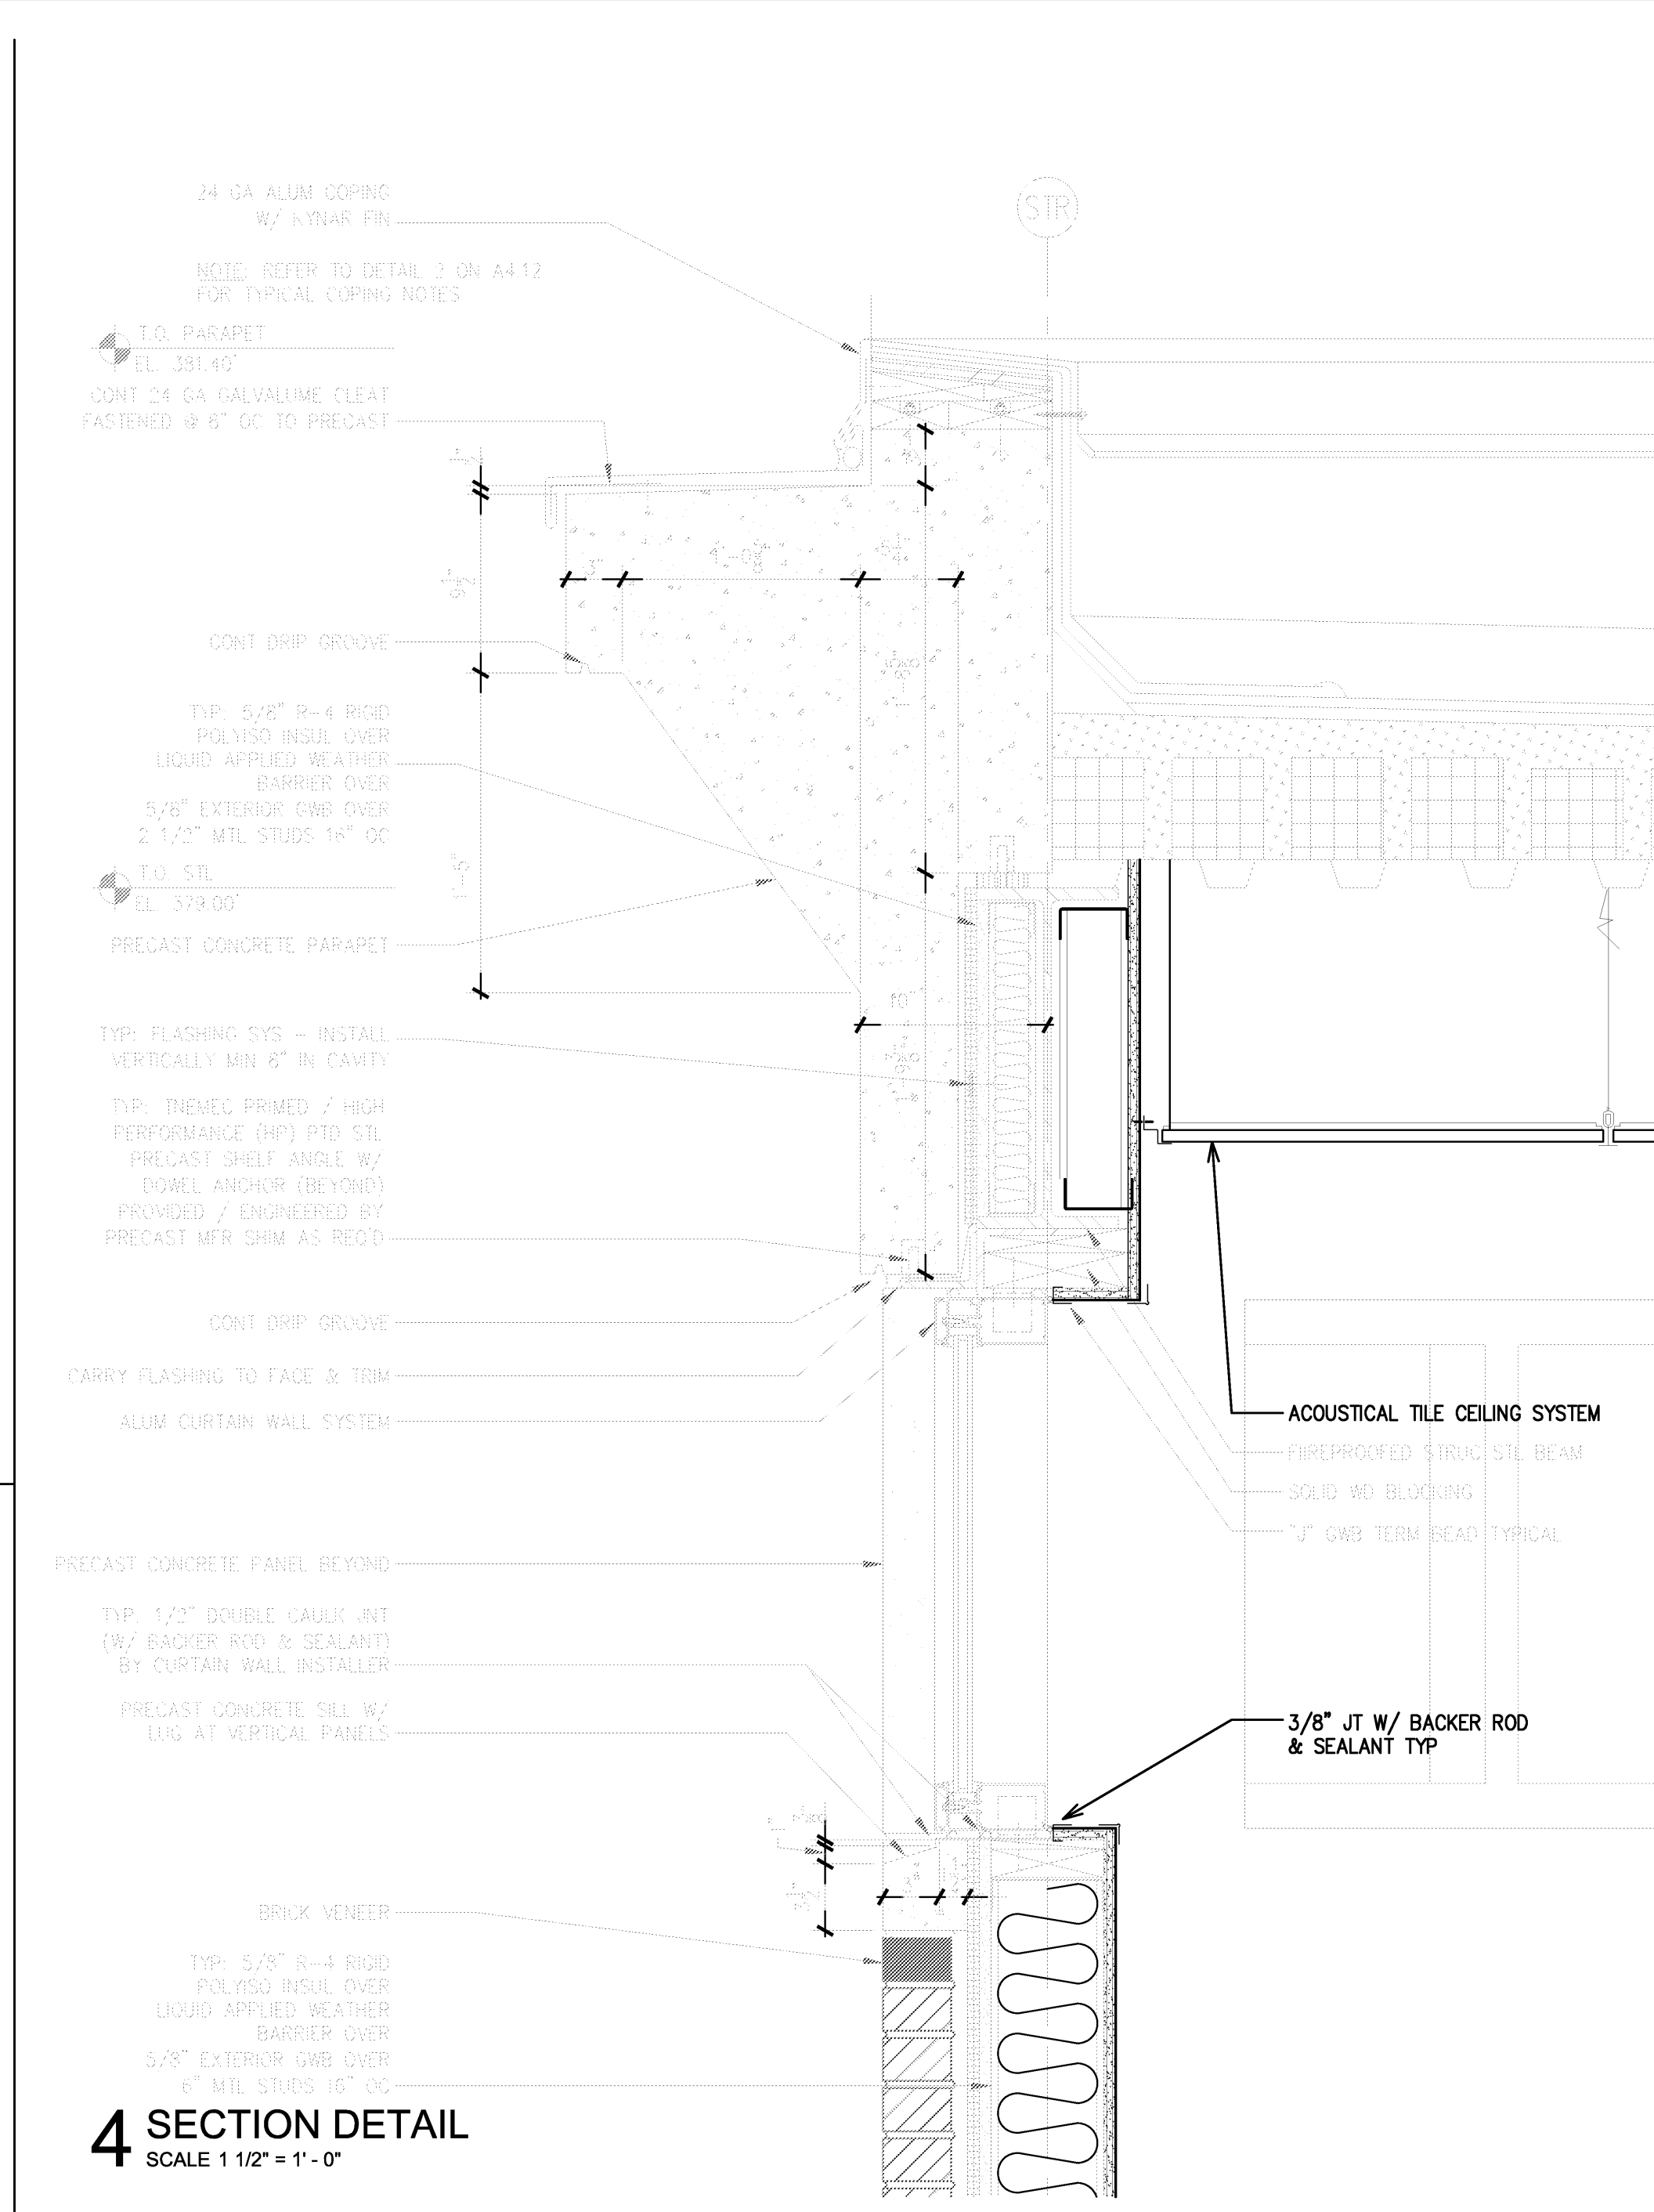 24 GA ALUM COPING
W/ KYNAR FIN
NOTE: REFER TO DETAIL 2 ON A4.12
FOR TYPICAL COPING NOTES
T.O. PARAPET
EL. 381.40'
CONT 24 GA GALVALUME CLEAT
FASTENED @ 6" OC TO PRECAST
CONT DRIP GROOVE
TYP: 5/8" R-4 RIGID
POLYISO INSUL OVER
LIQUID APPLIED WEATHER
BARRIER OVER
5/8" EXTERIOR GWB OVER
2 1/2" MTL STUDS 16" OC
T.O. STL
EL. 379.00'
PRECAST CONCRETE PARAPET
TYP: FLASHING SYS - INSTALL
VERTICALLY MIN 6" IN CAVITY
TYP: TNEMEC PRIMED / HIGH
PERFORMANCE (HP) PTD STL
PRECAST SHELF ANGLE W/
DOWEL ANCHOR (BEYOND)
PROVIDED / ENGINEERED BY
PRECAST MFR SHIM AS REQ'D
CONT DRIP GROOVE
CARRY FLASHING TO FACE & TRIM
ALUM CURTAIN WALL SYSTEM
PRECAST CONCRETE PANEL BEYOND
TYP. 1/2" DOUBLE CAULK JNT
(W/ BACKER ROD & SEALANT)
BY CURTAIN WALL INSTALLER
PRECAST CONCRETE SILL W/
LUG AT VERTICAL PANELS
BRICK VENEER
TYP: 5/8" R-4 RIGID
POLYISO INSUL OVER
LIQUID APPLIED WEATHER
BARRIER OVER
5/8" EXTERIOR GWB OVER
6" MTL STUDS 16" OC
STR
3"
10"
ACOUSTICAL TILE CEILING SYSTEM
FIREPROOFED STRUC STL BEAM
SOLID WD BLOCKING
"J" GWB TERM BEAD TYPICAL
3/8" JT W/ BACKER ROD
& SEALANT TYP
4 SECTION DETAIL
SCALE 1 1/2" = 1' - 0"